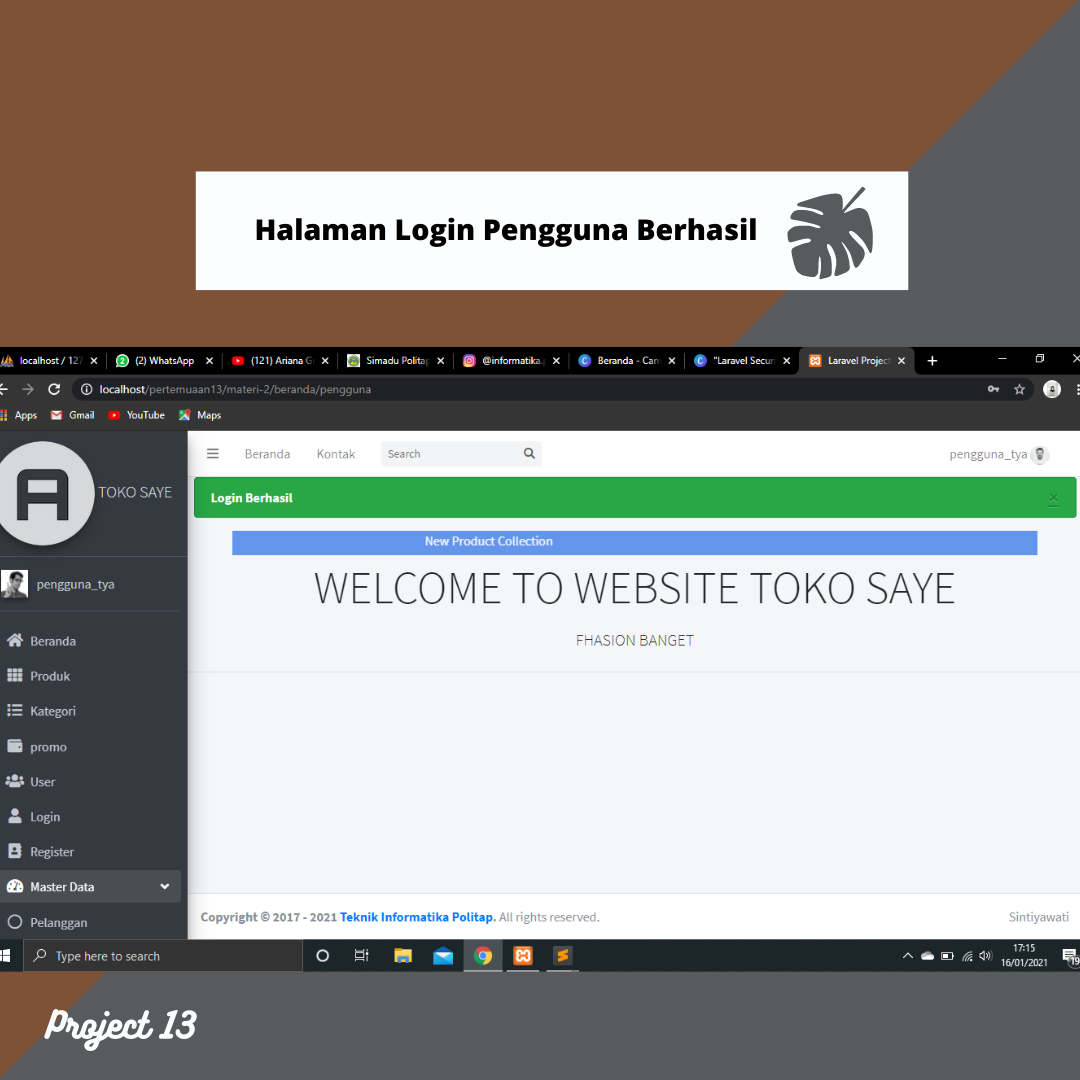 Halaman Login Pengguna Berhasil
localhost / 127 (2) WhatsApp (121) Ariana G Simadu Politap @informatika. Beranda - Can "Laravel Secur Laravel Project
localhost/pertemuaan13/materi-2/beranda/pengguna
Apps Gmail YouTube Maps
TOKO SAYE
pengguna_tya
Beranda
Produk
Kategori
promo
User
Login
Register
Master Data
Pelanggan
Beranda Kontak Search pengguna_tya
Login Berhasil ×
New Product Collection
WELCOME TO WEBSITE TOKO SAYE
FHASION BANGET
Copyright © 2017 - 2021 Teknik Informatika Politap. All rights reserved. Sintiyawati
Type here to search
17:15
16/01/2021
19
Project 13